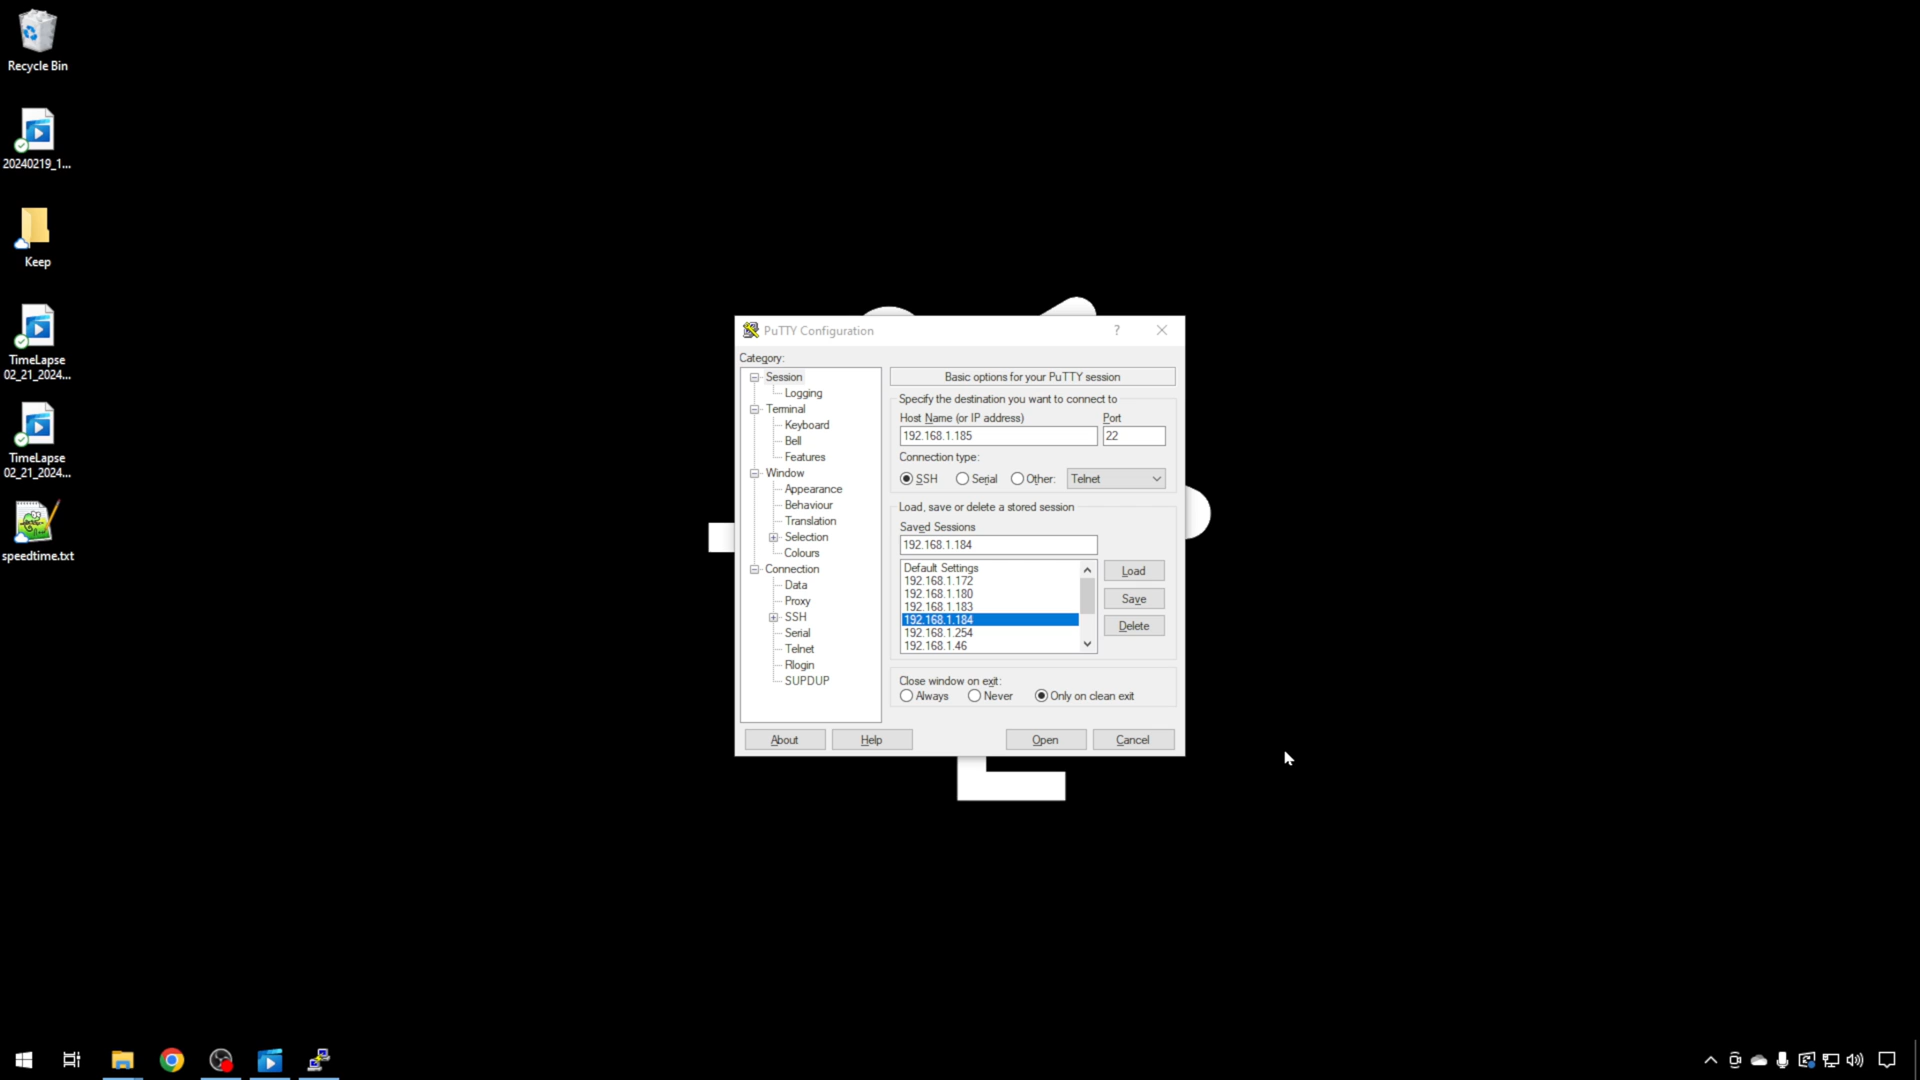 Recycle Bin
20240219_1...
Keep
TimeLapse
02_21_2024...
TimeLapse
02_21_2024...
speedtime.txt
PuTTY Configuration
?
Category:
Session
Logging
Terminal
Keyboard
Bell
Features
Window
Appearance
Behaviour
Translation
Selection
Colours
Connection
Data
Proxy
SSH
Serial
Telnet
Rlogin
SUPDUP
Basic options for your PuTTY session
Specify the destination you want to connect to
Host Name (or IP address) Port
192.168.1.185 22
Connection type:
SSH Serial Other: Telnet
Load, save or delete a stored session
Saved Sessions
192.168.1.184
Default Settings
192.168.1.172
192.168.1.180
192.168.1.183
192.168.1.184
192.168.1.254
192.168.1.46
Load
Save
Delete
Close window on exit:
Always Never Only on clean exit
About Help Open Cancel